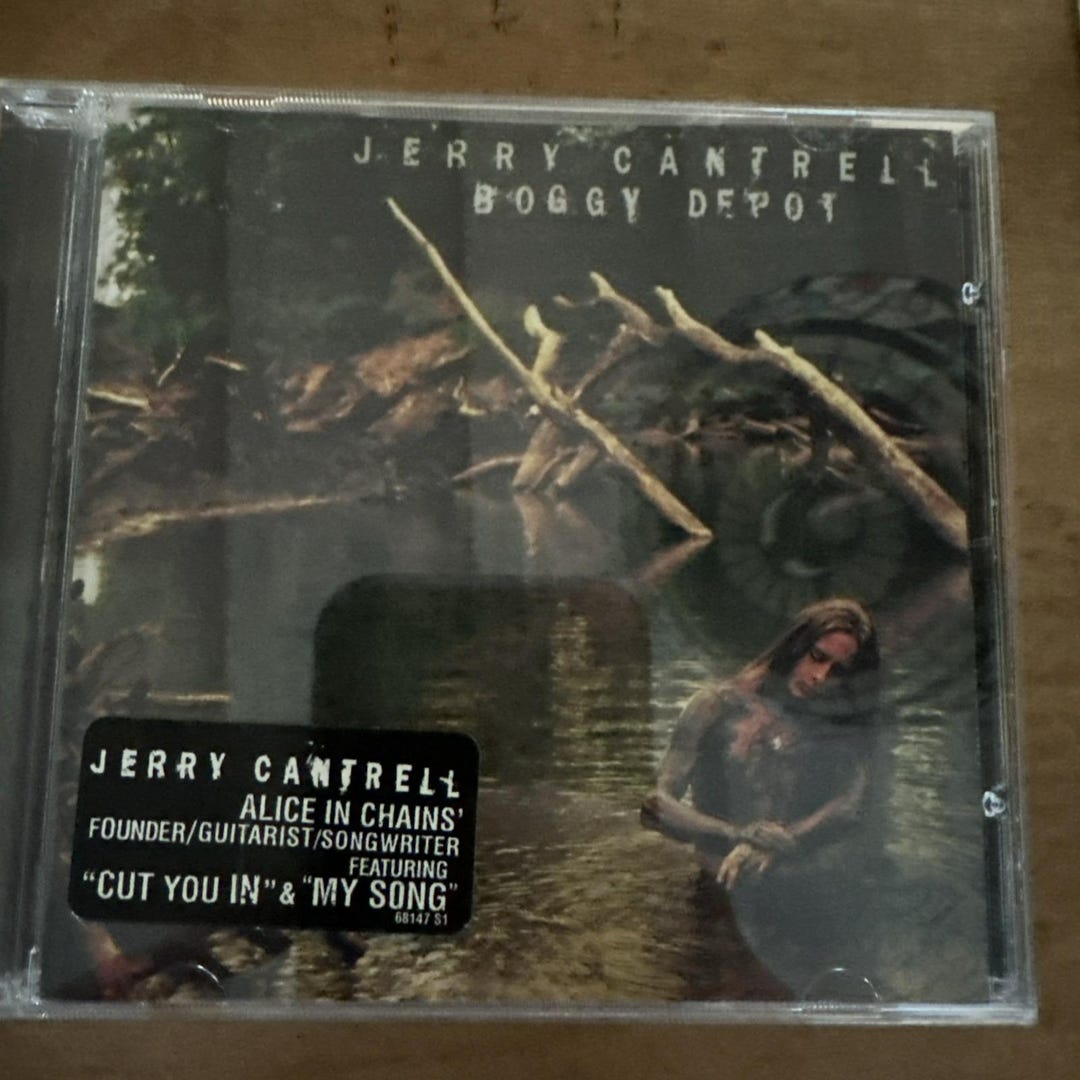 JERRY CANTRELL
BOGGY DEPOT
JERRY CANTRELL
ALICE IN CHAINS'
FOUNDER/GUITARIST/SONGWRITER
FEATURING
"CUT YOU IN" & "MY SONG"
68147 S1